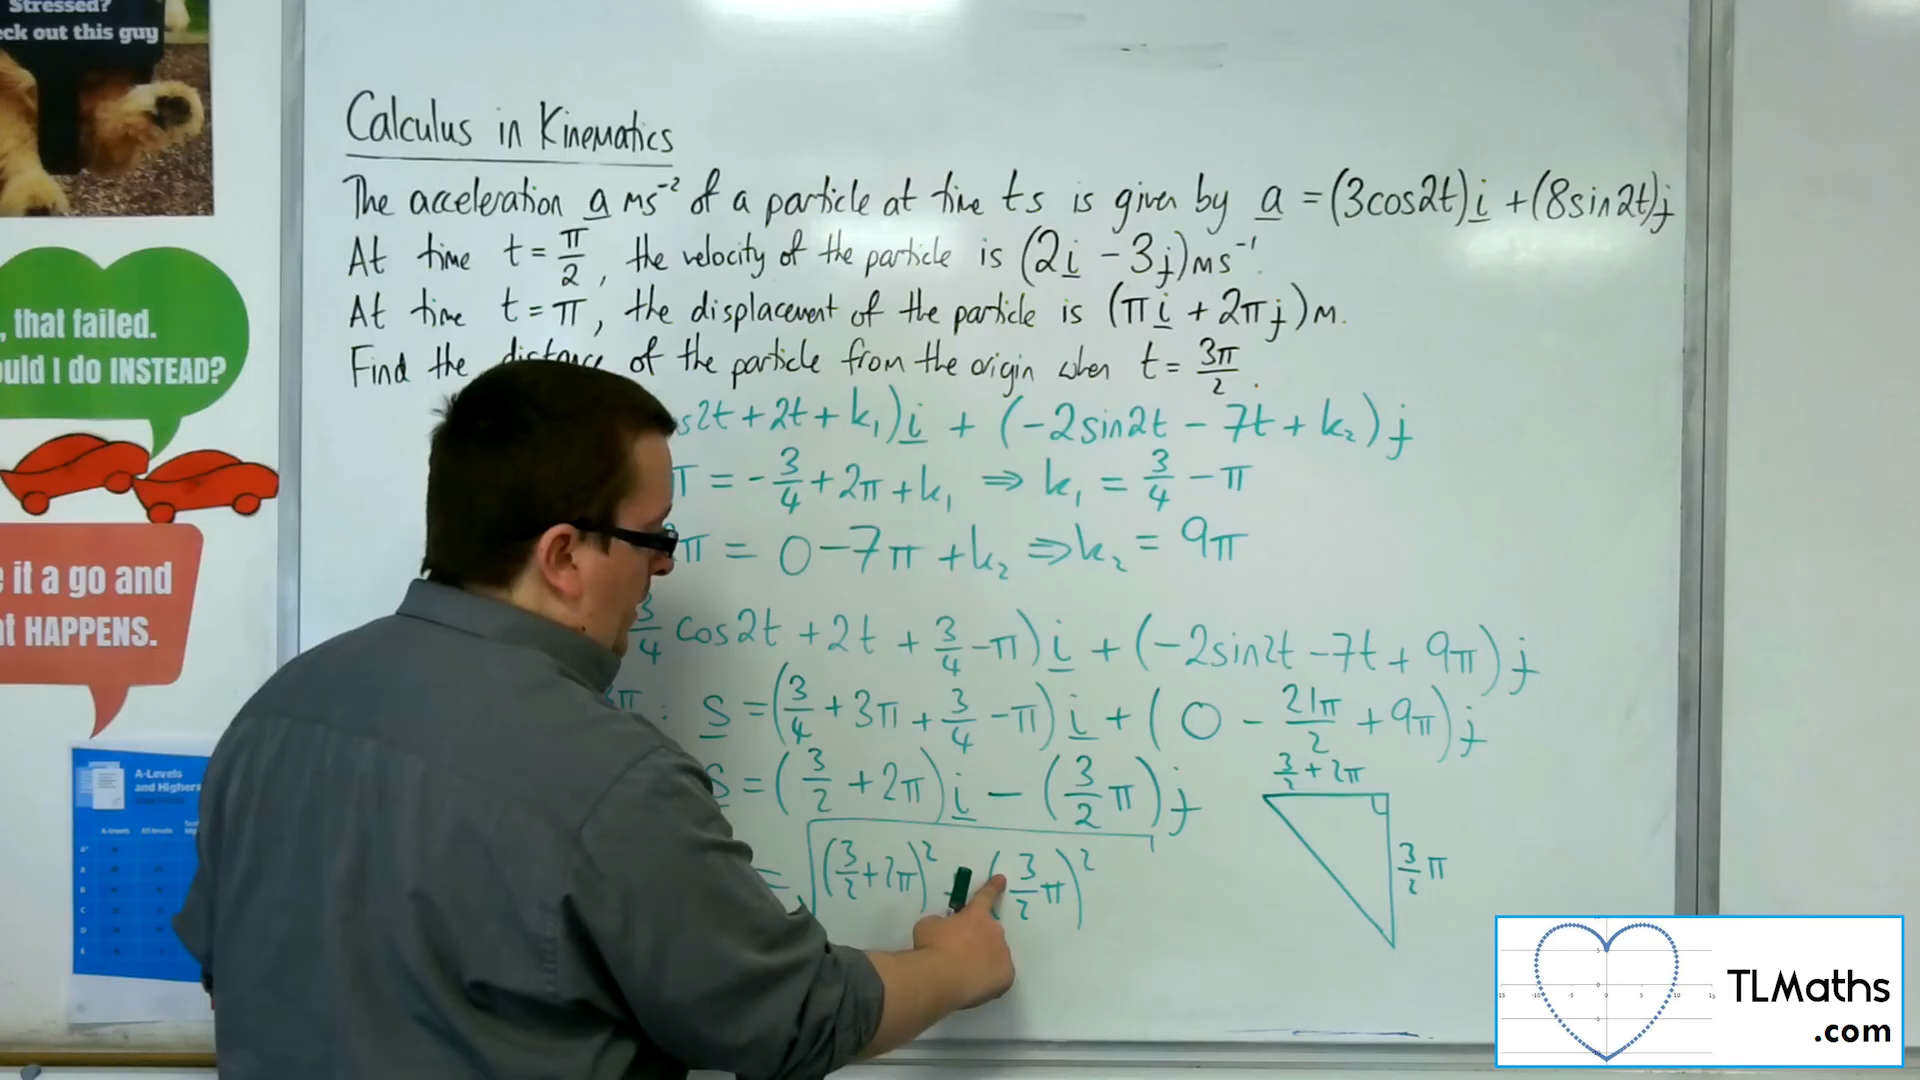 Stressed?
ck out this guy
, that failed.
ould I do INSTEAD?
e it a go and
t HAPPENS.
A-Levels
and Highers
Calculus in Kinematics
The acceleration a ms⁻² of a particle at time t s is given by a = (3cos2t)i + (8sin2t)j
At time t = π/2, the velocity of the particle is (2i - 3j) ms⁻¹.
At time t = π, the displacement of the particle is (πi + 2πj) m.
Find the distance of the particle from the origin when t = 3π/2.
s2t + 2t + k₁)i + (-2sin2t - 7t + k₂)j
π = -3/4 + 2π + k₁ ⇒ k₁ = 3/4 - π
π = 0 - 7π + k₂ ⇒ k₂ = 9π
3/4 cos2t + 2t + 3/4 - π)i + (-2sin2t - 7t + 9π)j
: s = (3/4 + 3π + 3/4 - π)i + (0 - 21π/2 + 9π)j
s = (3/2 + 2π)i - (3/2 π)j
= √((3/2 + 2π)² (3/2 π)²
3/2 + 2π
3/2 π
TLMaths
.com